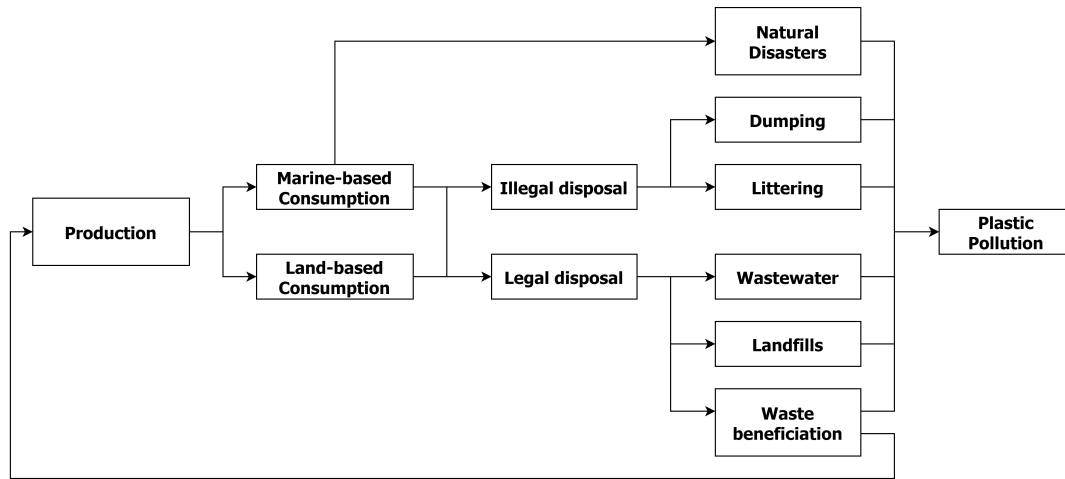 Natural
Disasters
Dumping
Marine-based
Consumption
Illegal disposal
Littering
Production
Plastic
Pollution
Land-based
Consumption
Legal disposal
Wastewater
Landfills
Waste
beneficiation